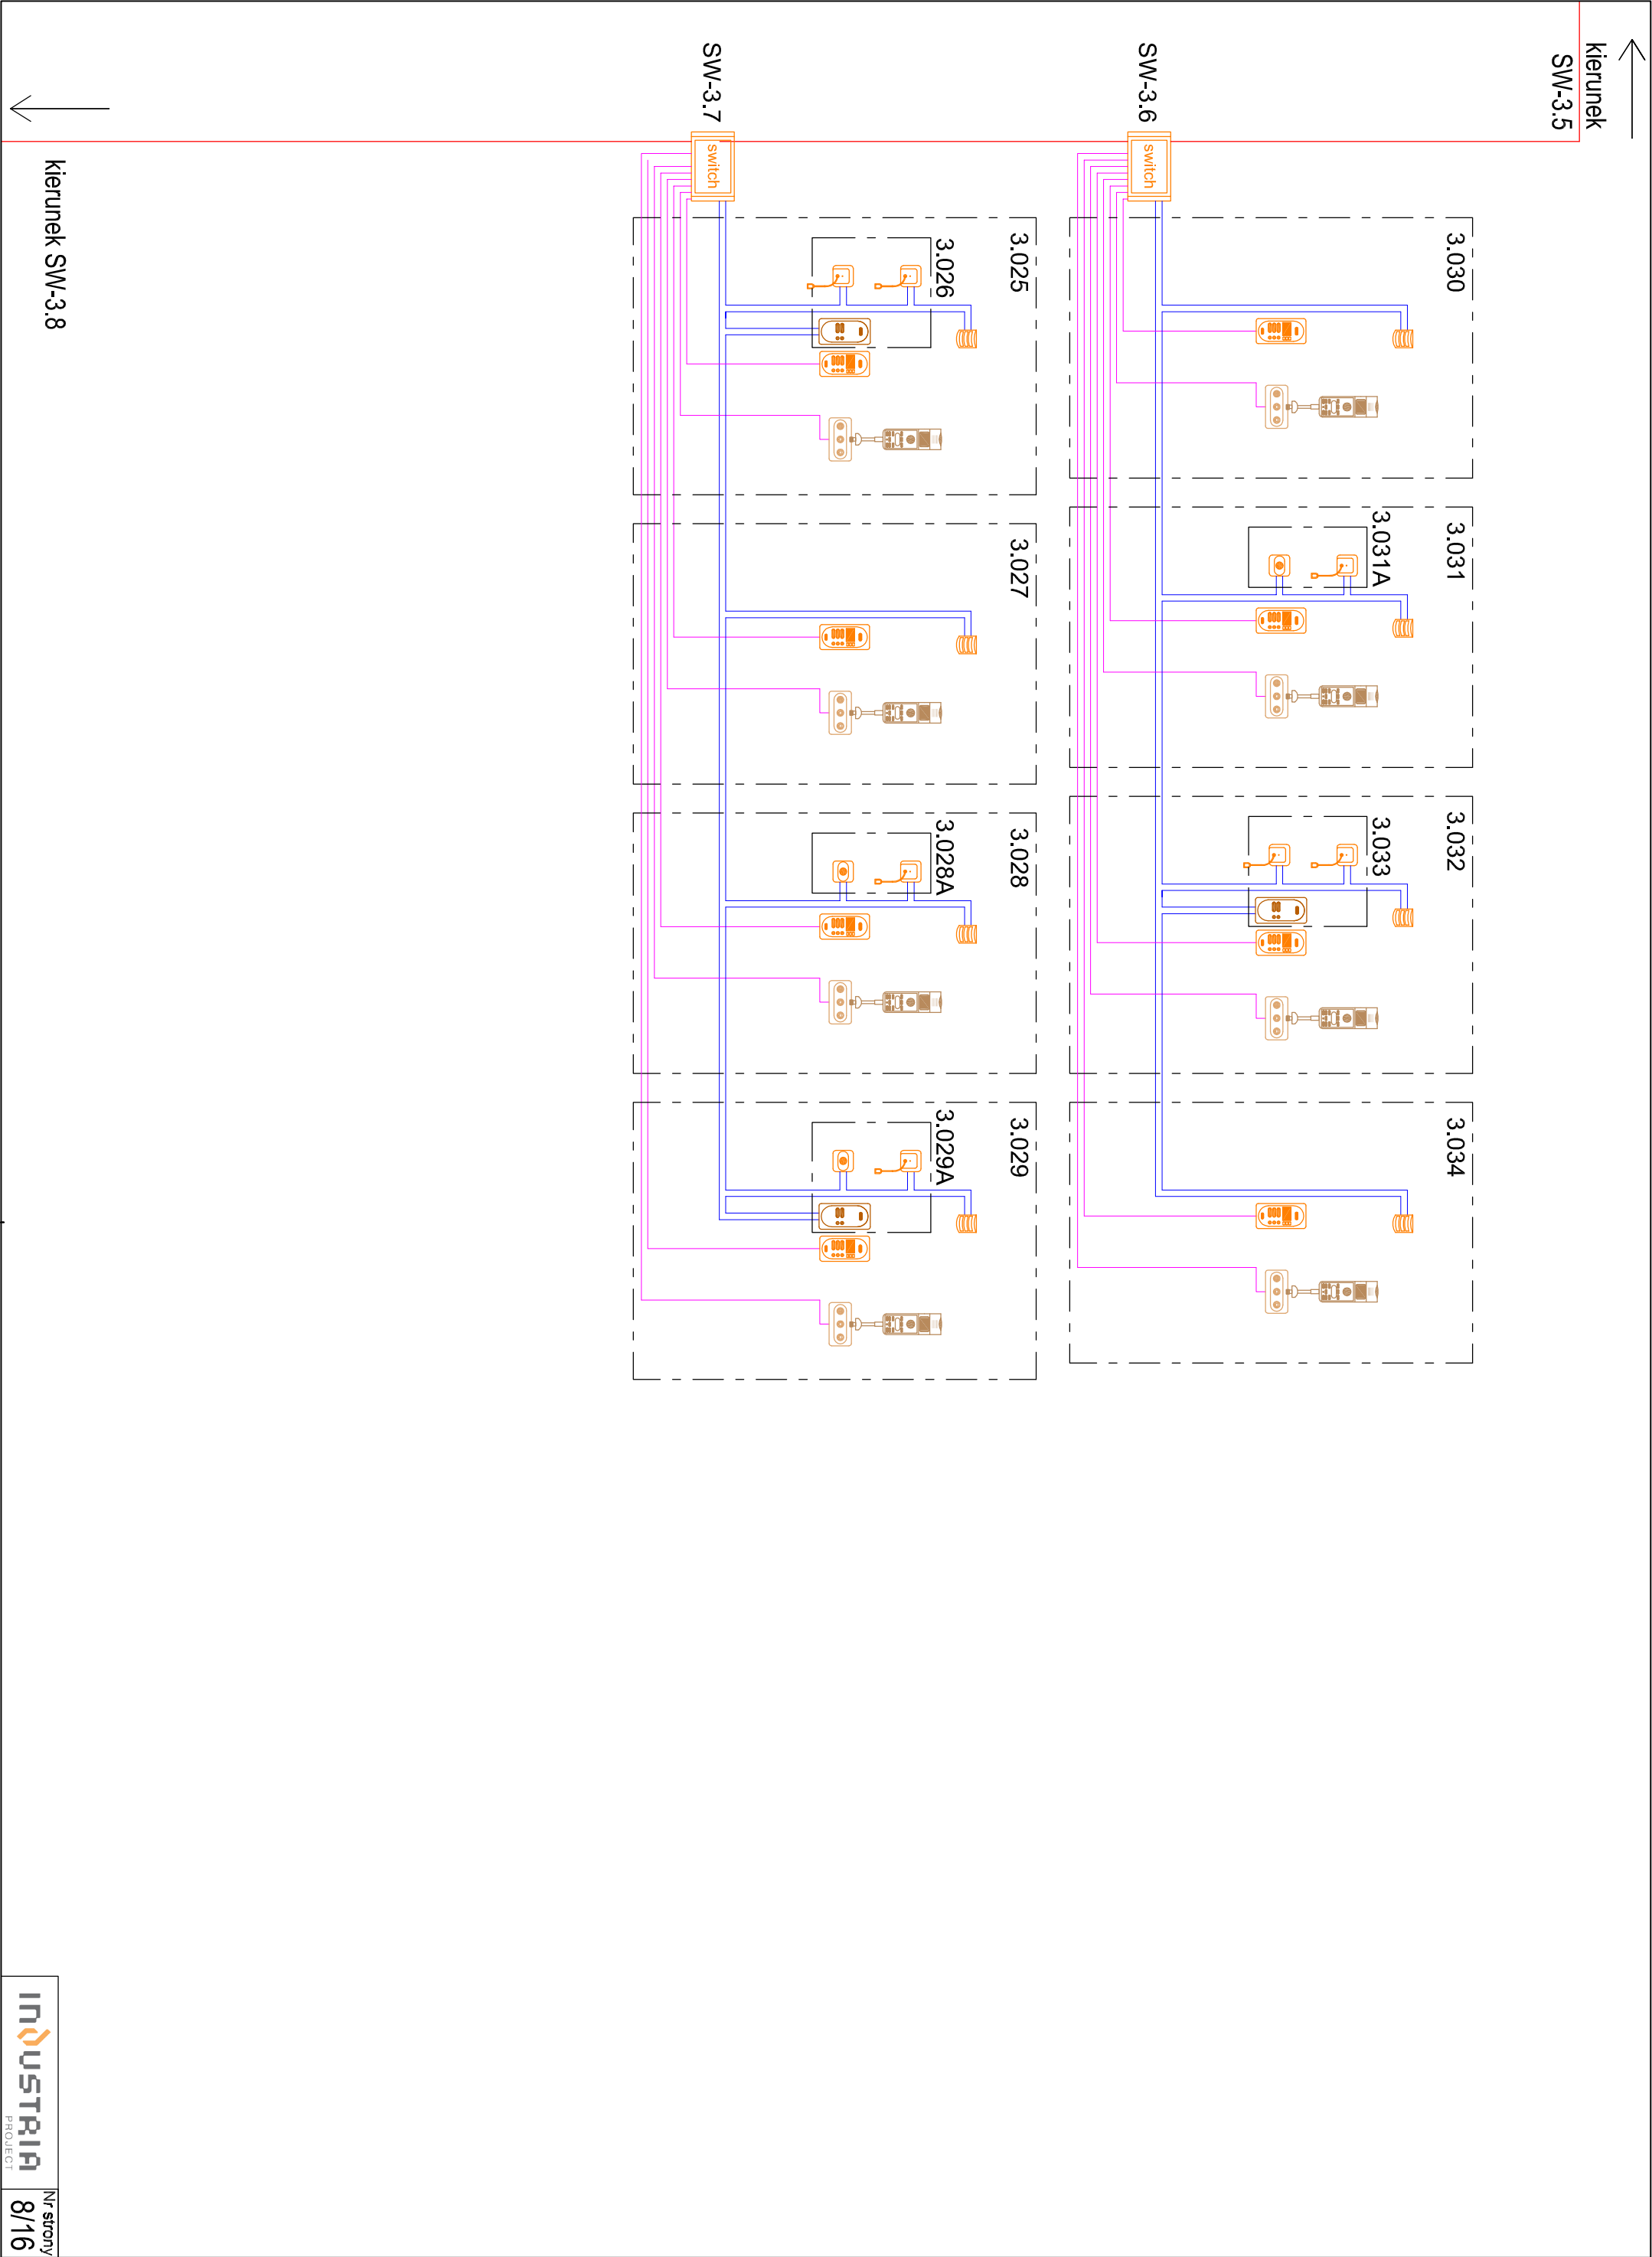 kierunek
SW-3.5
SW-3.6
switch
3.030
3.031
3.031A
3.032
3.033
3.034
SW-3.7
switch
3.025
3.026
3.027
3.028
3.028A
3.029
3.029A
kierunek SW-3.8
INDUSTRIA
PROJECT
Nr strony
8/16